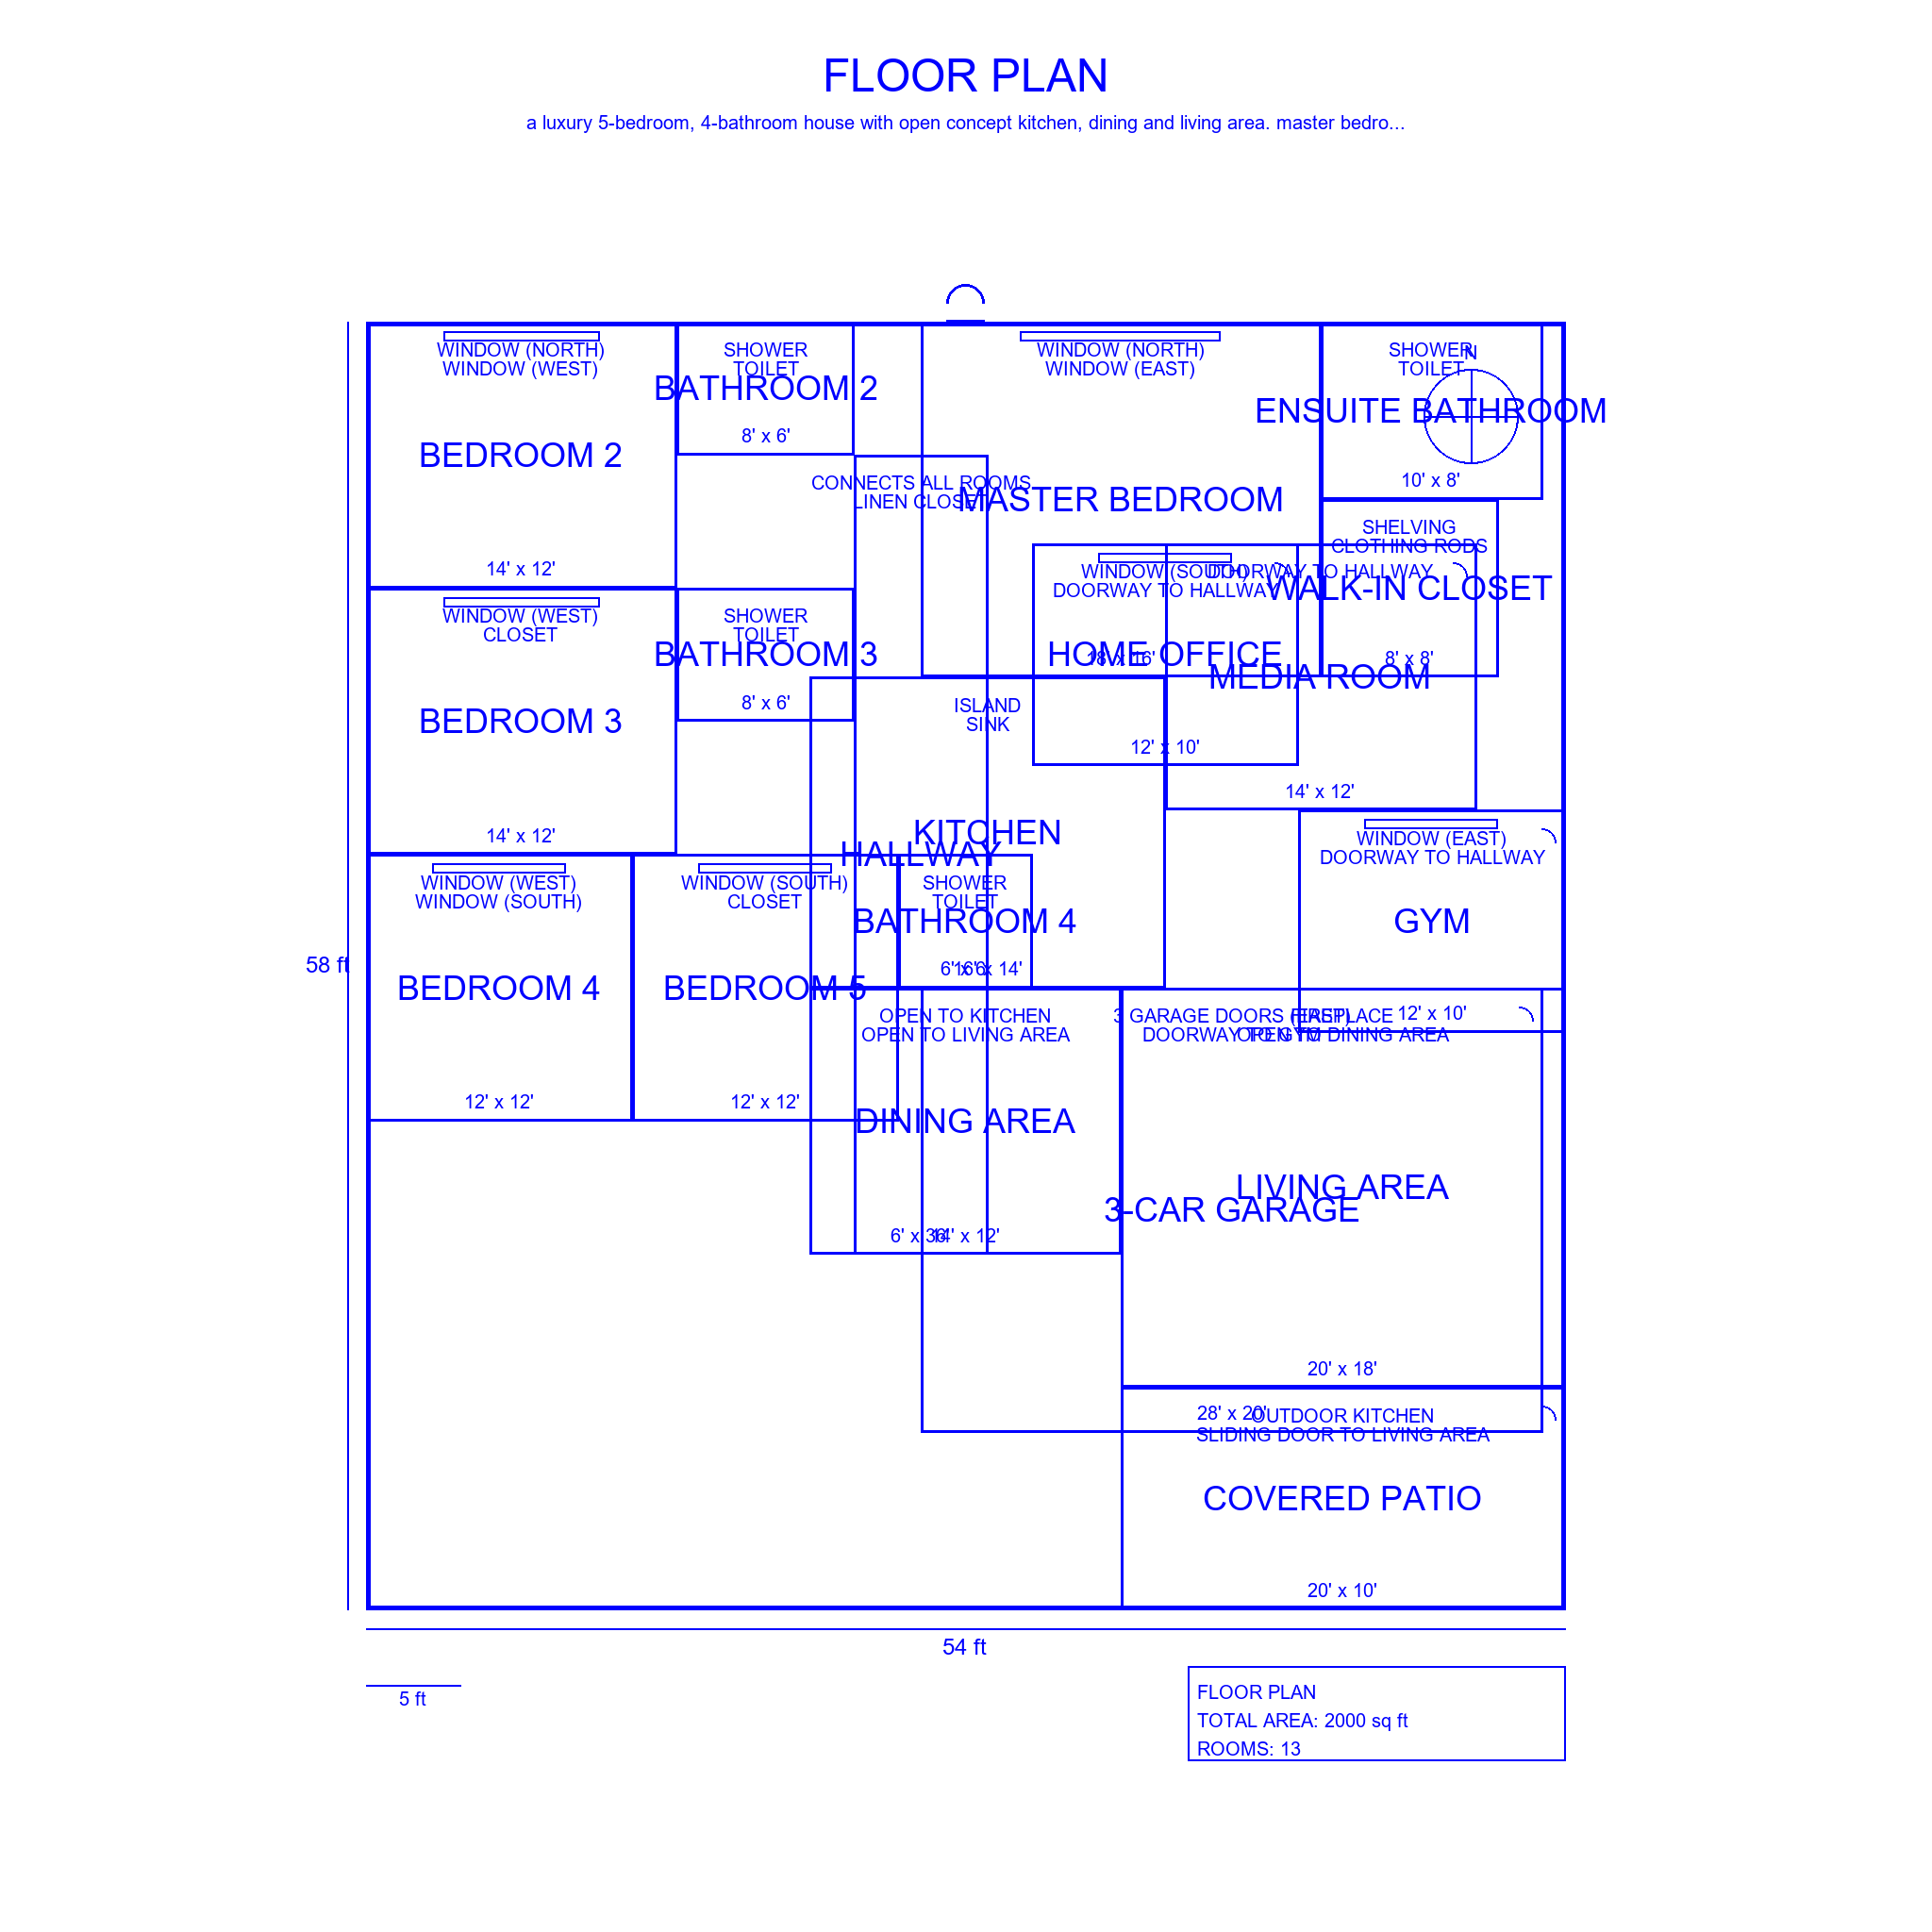 FLOOR PLAN
a luxury 5-bedroom, 4-bathroom house with open concept kitchen, dining and living area. master bedro...
WINDOW (NORTH)
WINDOW (WEST)
BEDROOM 2
14' x 12'
SHOWER
TOILET
BATHROOM 2
8' x 6'
WINDOW (NORTH)
WINDOW (EAST)
MASTER BEDROOM
18' x 16'
SHOWER
TOILET
N
ENSUITE BATHROOM
10' x 8'
CONNECTS ALL ROOMS
LINEN CLOSET
HALLWAY
6' x 36'
SHELVING
CLOTHING RODS
WALK-IN CLOSET
8' x 8'
WINDOW (SOUTH)
DOORWAY TO HALLWAY
HOME OFFICE
12' x 10'
DOORWAY TO HALLWAY
MEDIA ROOM
14' x 12'
WINDOW (WEST)
CLOSET
BEDROOM 3
14' x 12'
SHOWER
TOILET
BATHROOM 3
8' x 6'
ISLAND
SINK
KITCHEN
16' x 14'
WINDOW (EAST)
DOORWAY TO HALLWAY
GYM
12' x 10'
WINDOW (WEST)
WINDOW (SOUTH)
BEDROOM 4
12' x 12'
WINDOW (SOUTH)
CLOSET
BEDROOM 5
12' x 12'
SHOWER
TOILET
BATHROOM 4
6' x 6'
OPEN TO KITCHEN
OPEN TO LIVING AREA
DINING AREA
14' x 12'
3 GARAGE DOORS (EAST)
DOORWAY TO GYM
3-CAR GARAGE
28' x 20'
FIREPLACE
OPEN TO DINING AREA
LIVING AREA
20' x 18'
OUTDOOR KITCHEN
SLIDING DOOR TO LIVING AREA
COVERED PATIO
20' x 10'
58 ft
54 ft
5 ft
FLOOR PLAN
TOTAL AREA: 2000 sq ft
ROOMS: 13